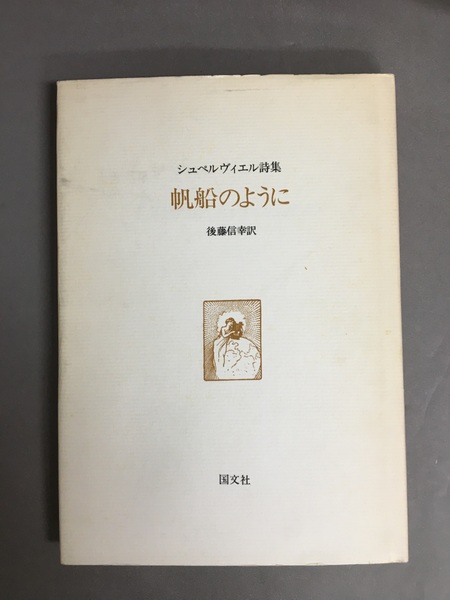 シュペルヴィエル詩集
帆船のように
後藤信幸訳
国文社